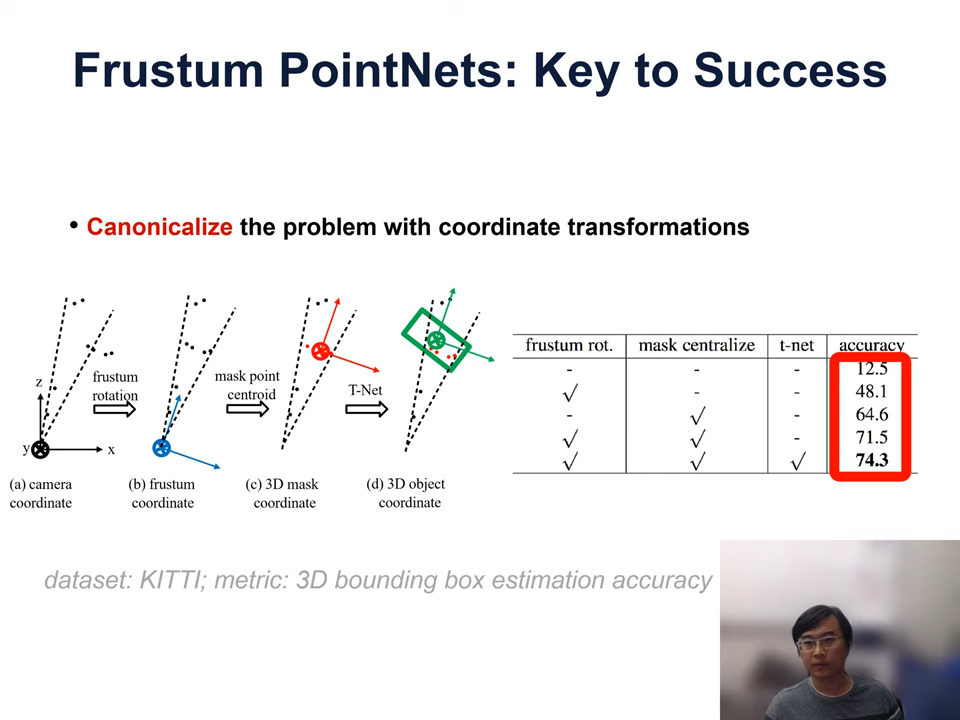 Frustum PointNets: Key to Success
• Canonicalize the problem with coordinate transformations
z
y
x
frustum
rotation
mask point
centroid
T-Net
(a) camera
coordinate
(b) frustum
coordinate
(c) 3D mask
coordinate
(d) 3D object
coordinate
frustum rot. mask centralize t-net accuracy
- - - 12.5
√ - - 48.1
- √ - 64.6
√ √ - 71.5
√ √ √ 74.3
dataset: KITTI; metric: 3D bounding box estimation accuracy